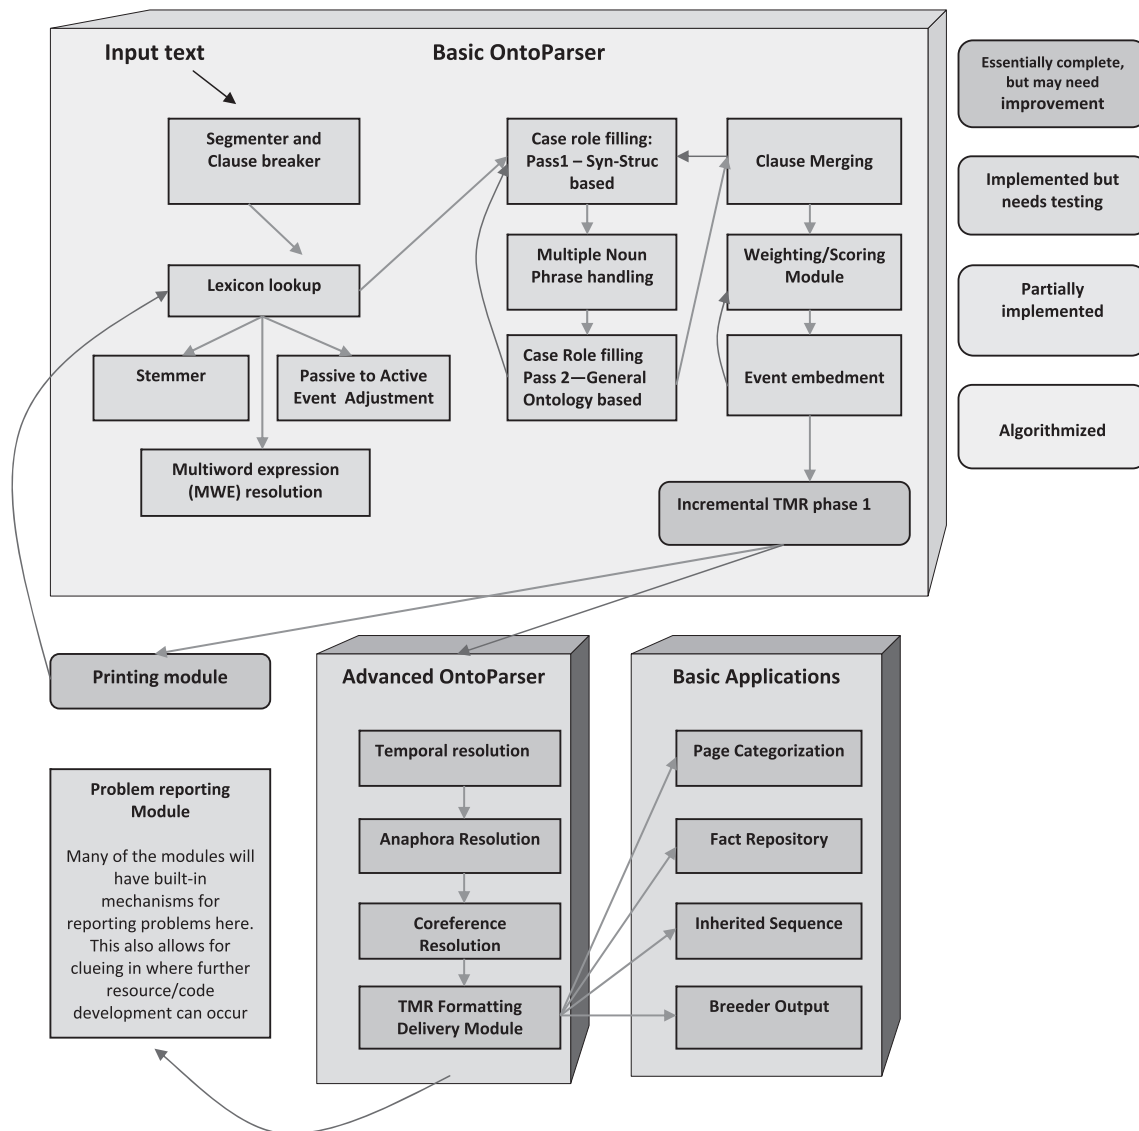 Input text
Basic OntoParser
Segmenter and
Clause breaker
Lexicon lookup
Stemmer
Passive to Active
Event Adjustment
Multiword expression
(MWE) resolution
Case role filling:
Pass1 – Syn-Struc
based
Multiple Noun
Phrase handling
Case Role filling
Pass 2—General
Ontology based
Clause Merging
Weighting/Scoring
Module
Event embedment
Incremental TMR phase 1
Essentially complete,
but may need
improvement
Implemented but
needs testing
Partially
implemented
Algorithmized
Printing module
Problem reporting
Module
Many of the modules will
have built-in
mechanisms for
reporting problems here.
This also allows for
clueing in where further
resource/code
development can occur
Advanced OntoParser
Temporal resolution
Anaphora Resolution
Coreference
Resolution
TMR Formatting
Delivery Module
Basic Applications
Page Categorization
Fact Repository
Inherited Sequence
Breeder Output